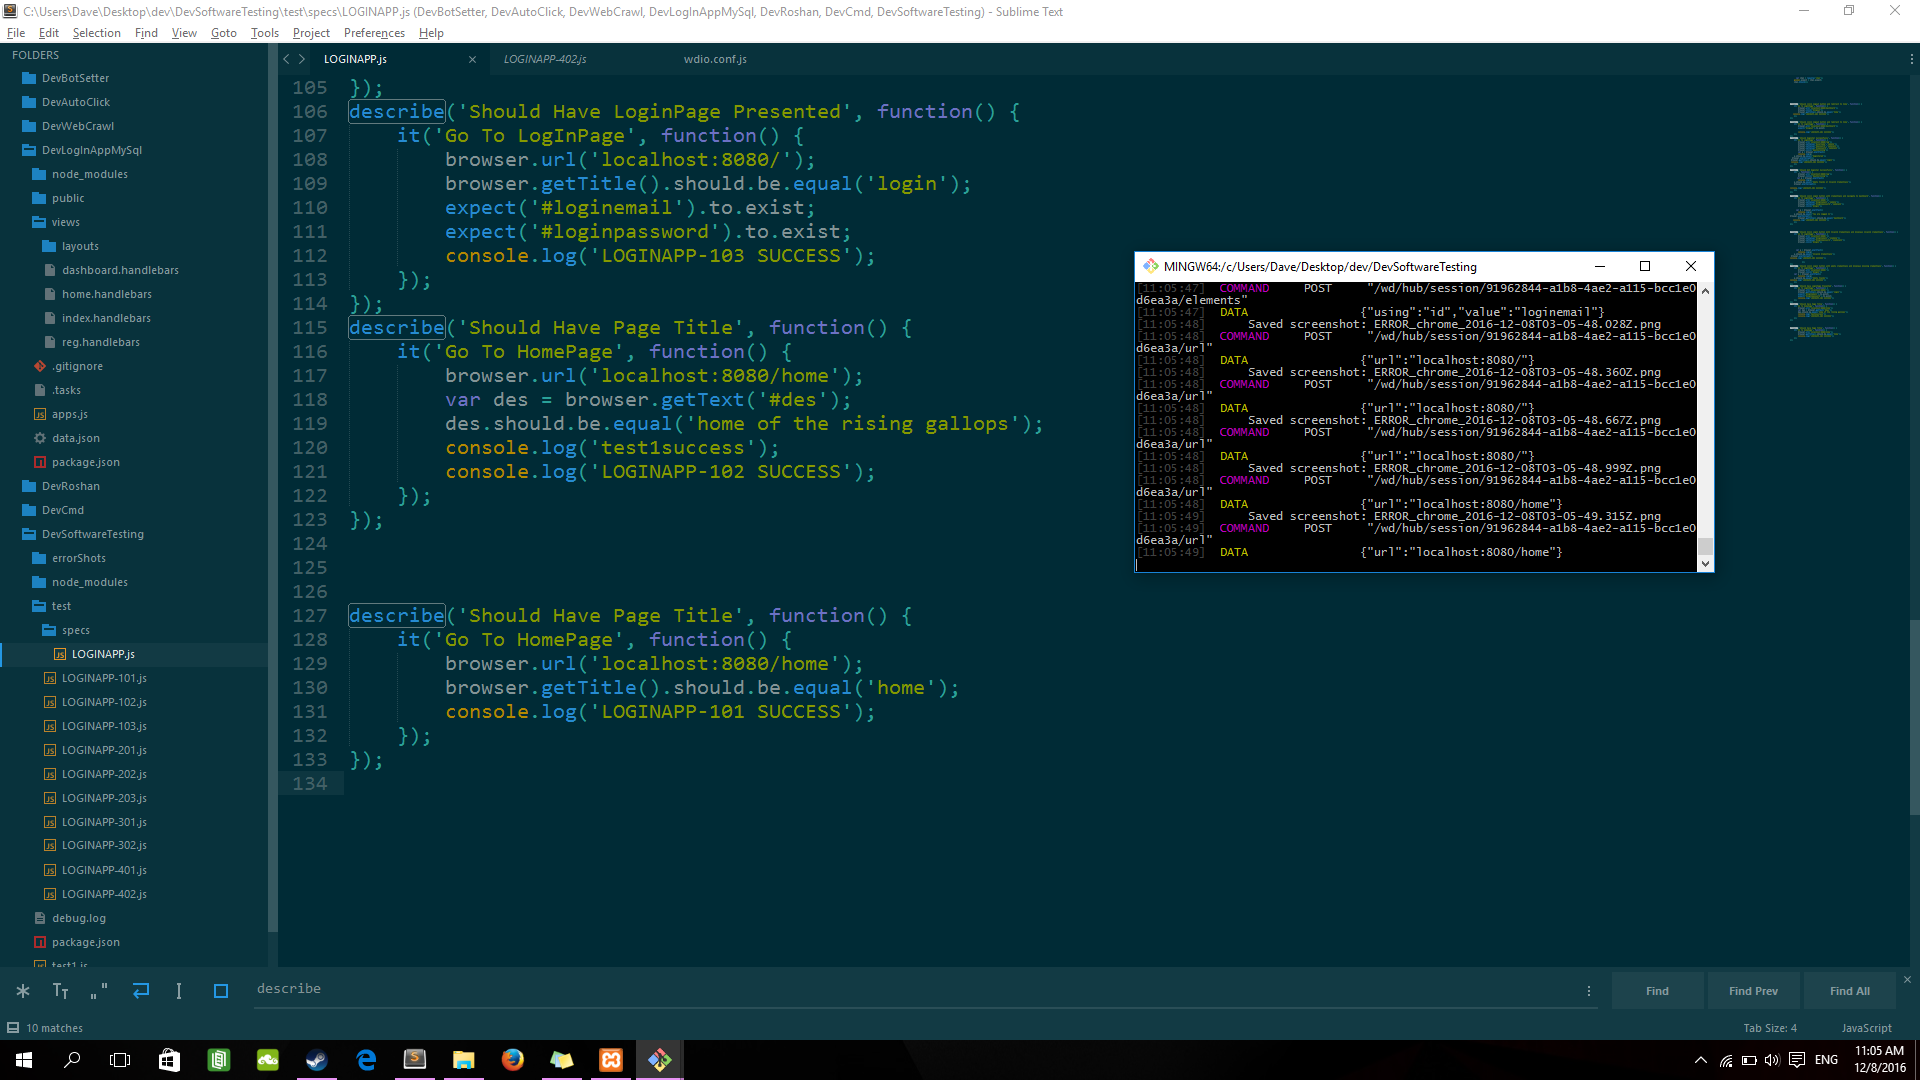 C:\Users\Dave\Desktop\dev\DevSoftwareTesting\test\specs\LOGINAPP.js (DevBotSetter, DevAutoClick, DevWebCrawl, DevLogInAppMySql, DevRoshan, DevCmd, DevSoftwareTesting) - Sublime Text
File Edit Selection Find View Goto Tools Project Preferences Help
FOLDERS
DevBotSetter
DevAutoClick
DevWebCrawl
DevLogInAppMySql
node_modules
public
views
layouts
dashboard.handlebars
home.handlebars
index.handlebars
reg.handlebars
.gitignore
.tasks
apps.js
data.json
package.json
DevRoshan
DevCmd
DevSoftwareTesting
errorShots
node_modules
test
specs
LOGINAPP.js
LOGINAPP-101.js
LOGINAPP-102.js
LOGINAPP-103.js
LOGINAPP-201.js
LOGINAPP-202.js
LOGINAPP-203.js
LOGINAPP-301.js
LOGINAPP-302.js
LOGINAPP-401.js
LOGINAPP-402.js
debug.log
package.json
test1.js
LOGINAPP.js LOGINAPP-402.js wdio.conf.js
105 });
106 describe('Should Have LoginPage Presented', function() {
107 it('Go To LogInPage', function() {
108 browser.url('localhost:8080/');
109 browser.getTitle().should.be.equal('login');
110 expect('#loginemail').to.exist;
111 expect('#loginpassword').to.exist;
112 console.log('LOGINAPP-103 SUCCESS');
113 });
114 });
115 describe('Should Have Page Title', function() {
116 it('Go To HomePage', function() {
117 browser.url('localhost:8080/home');
118 var des = browser.getText('#des');
119 des.should.be.equal('home of the rising gallops');
120 console.log('test1success');
121 console.log('LOGINAPP-102 SUCCESS');
122 });
123 });
124
125
126
127 describe('Should Have Page Title', function() {
128 it('Go To HomePage', function() {
129 browser.url('localhost:8080/home');
130 browser.getTitle().should.be.equal('home');
131 console.log('LOGINAPP-101 SUCCESS');
132 });
133 });
134
MINGW64:/c/Users/Dave/Desktop/dev/DevSoftwareTesting
[11:05:47] COMMAND POST "/wd/hub/session/91962844-a1b8-4ae2-a115-bcc1e0
d6ea3a/elements"
[11:05:47] DATA {"using":"id","value":"loginemail"}
[11:05:48] Saved screenshot: ERROR_chrome_2016-12-08T03-05-48.028Z.png
[11:05:48] COMMAND POST "/wd/hub/session/91962844-a1b8-4ae2-a115-bcc1e0
d6ea3a/url"
[11:05:48] DATA {"url":"localhost:8080/"}
[11:05:48] Saved screenshot: ERROR_chrome_2016-12-08T03-05-48.360Z.png
[11:05:48] COMMAND POST "/wd/hub/session/91962844-a1b8-4ae2-a115-bcc1e0
d6ea3a/url"
[11:05:48] DATA {"url":"localhost:8080/"}
[11:05:48] Saved screenshot: ERROR_chrome_2016-12-08T03-05-48.667Z.png
[11:05:48] COMMAND POST "/wd/hub/session/91962844-a1b8-4ae2-a115-bcc1e0
d6ea3a/url"
[11:05:48] DATA {"url":"localhost:8080/"}
[11:05:48] Saved screenshot: ERROR_chrome_2016-12-08T03-05-48.999Z.png
[11:05:48] COMMAND POST "/wd/hub/session/91962844-a1b8-4ae2-a115-bcc1e0
d6ea3a/url"
[11:05:48] DATA {"url":"localhost:8080/home"}
[11:05:49] Saved screenshot: ERROR_chrome_2016-12-08T03-05-49.315Z.png
[11:05:49] COMMAND POST "/wd/hub/session/91962844-a1b8-4ae2-a115-bcc1e0
d6ea3a/url"
[11:05:49] DATA {"url":"localhost:8080/home"}
describe
Find Find Prev Find All
10 matches
Tab Size: 4 JavaScript
ENG
11:05 AM
12/8/2016